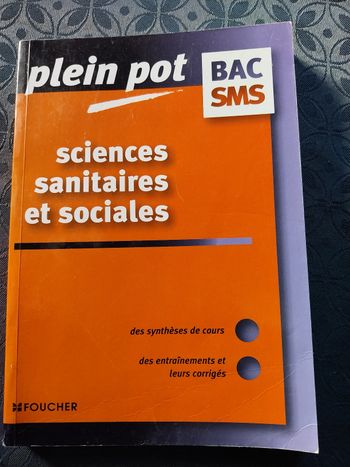 plein pot
BAC
SMS
sciences
sanitaires
et sociales
des synthèses de cours
des entraînements et
leurs corrigés
FOUCHER